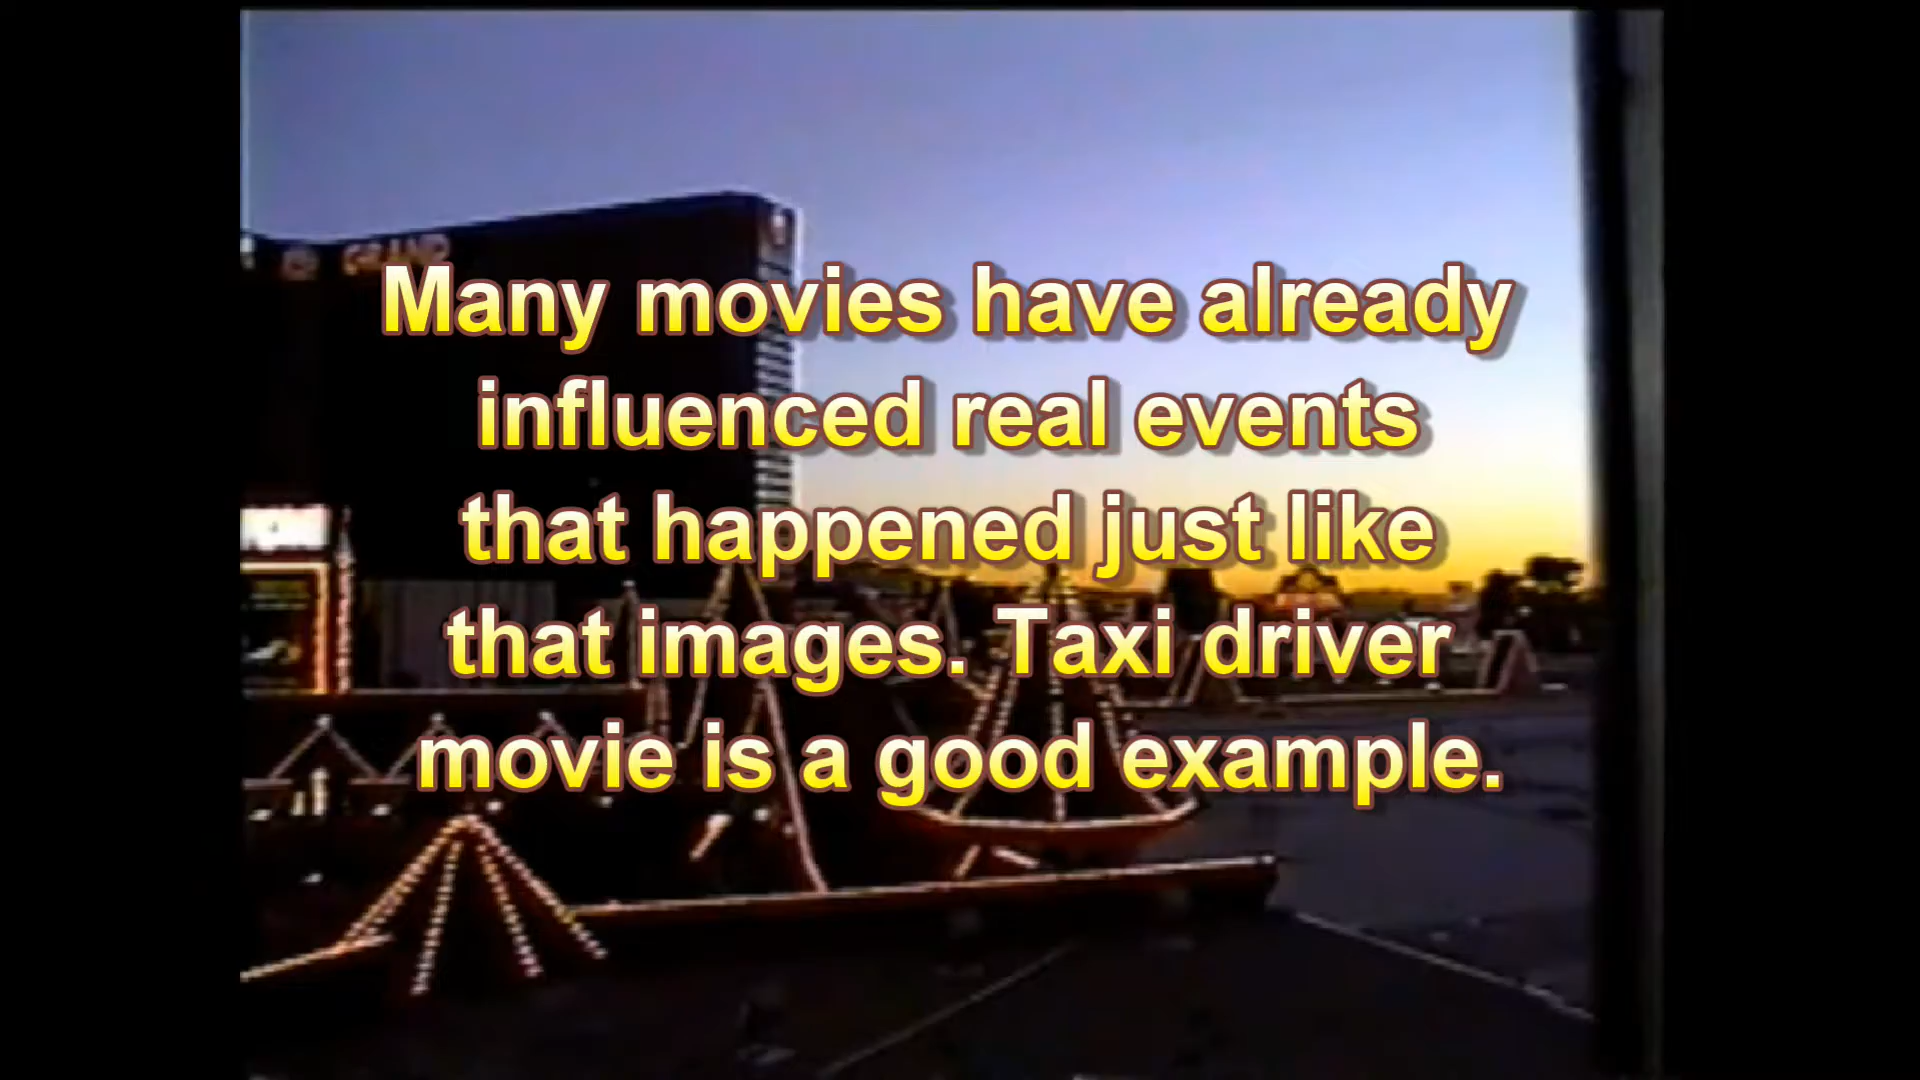 GRAND
Many movies have already
influenced real events
that happened just like
that images. Taxi driver
movie is a good example.